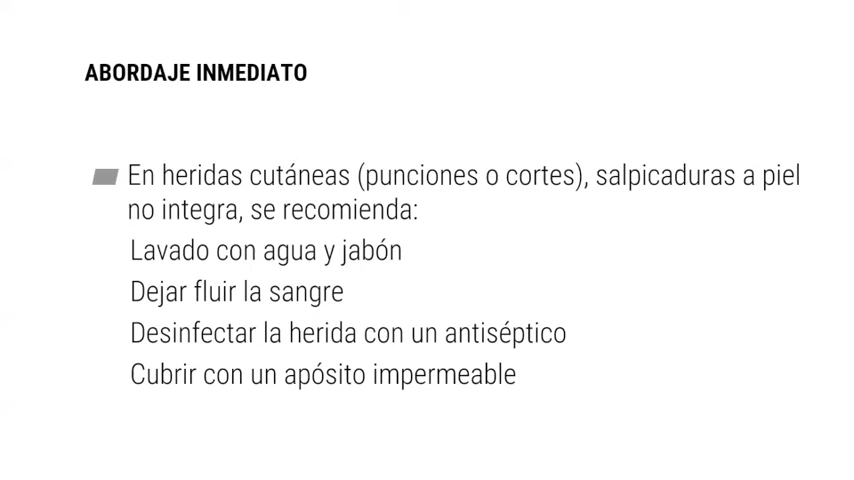 ABORDAJE INMEDIATO
En heridas cutáneas (punciones o cortes), salpicaduras a piel
no integra, se recomienda:
Lavado con agua y jabón
Dejar fluir la sangre
Desinfectar la herida con un antiséptico
Cubrir con un apósito impermeable